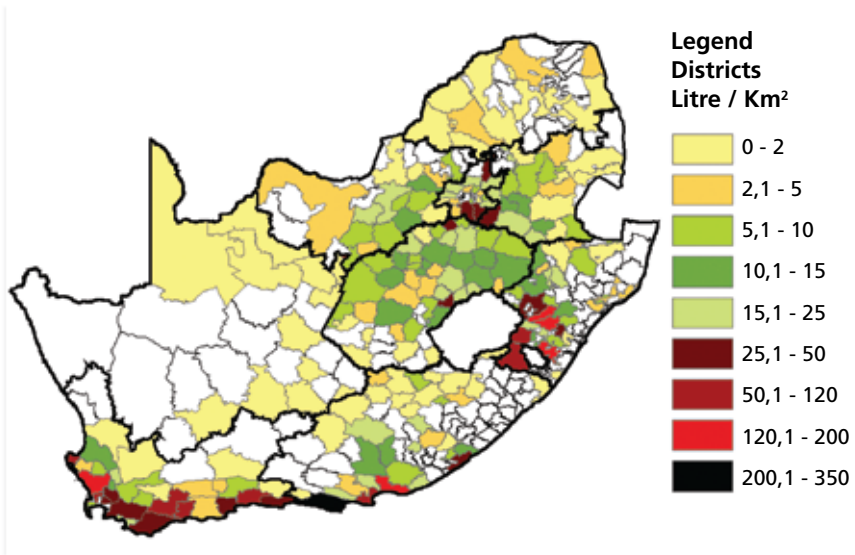 Legend
Districts
Litre / Km²
0 - 2
2,1 - 5
5,1 - 10
10,1 - 15
15,1 - 25
25,1 - 50
50,1 - 120
120,1 - 200
200,1 - 350